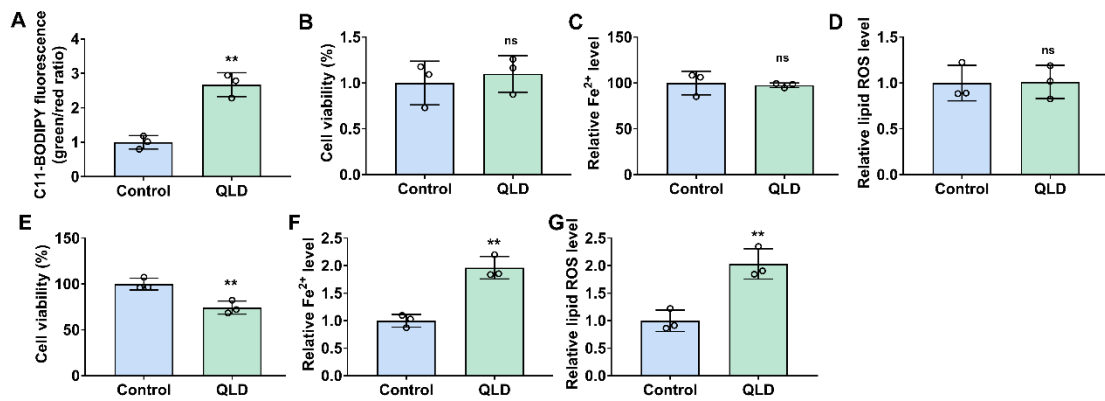 A
C11-BODIPY fluorescence
(green/red ratio)
4
3
2
1
0
**
Control
QLD
B
Cell viability (%)
1.5
1.0
0.5
0.0
ns
Control
QLD
C
Relative Fe2+ level
150
100
50
0
ns
Control
QLD
D
Relative lipid ROS level
1.5
1.0
0.5
0.0
ns
Control
QLD
E
Cell viability (%)
150
100
50
0
**
Control
QLD
F
Relative Fe2+ level
2.5
2.0
1.5
1.0
0.5
0.0
**
Control
QLD
G
Relative lipid ROS level
2.5
2.0
1.5
1.0
0.5
0.0
**
Control
QLD